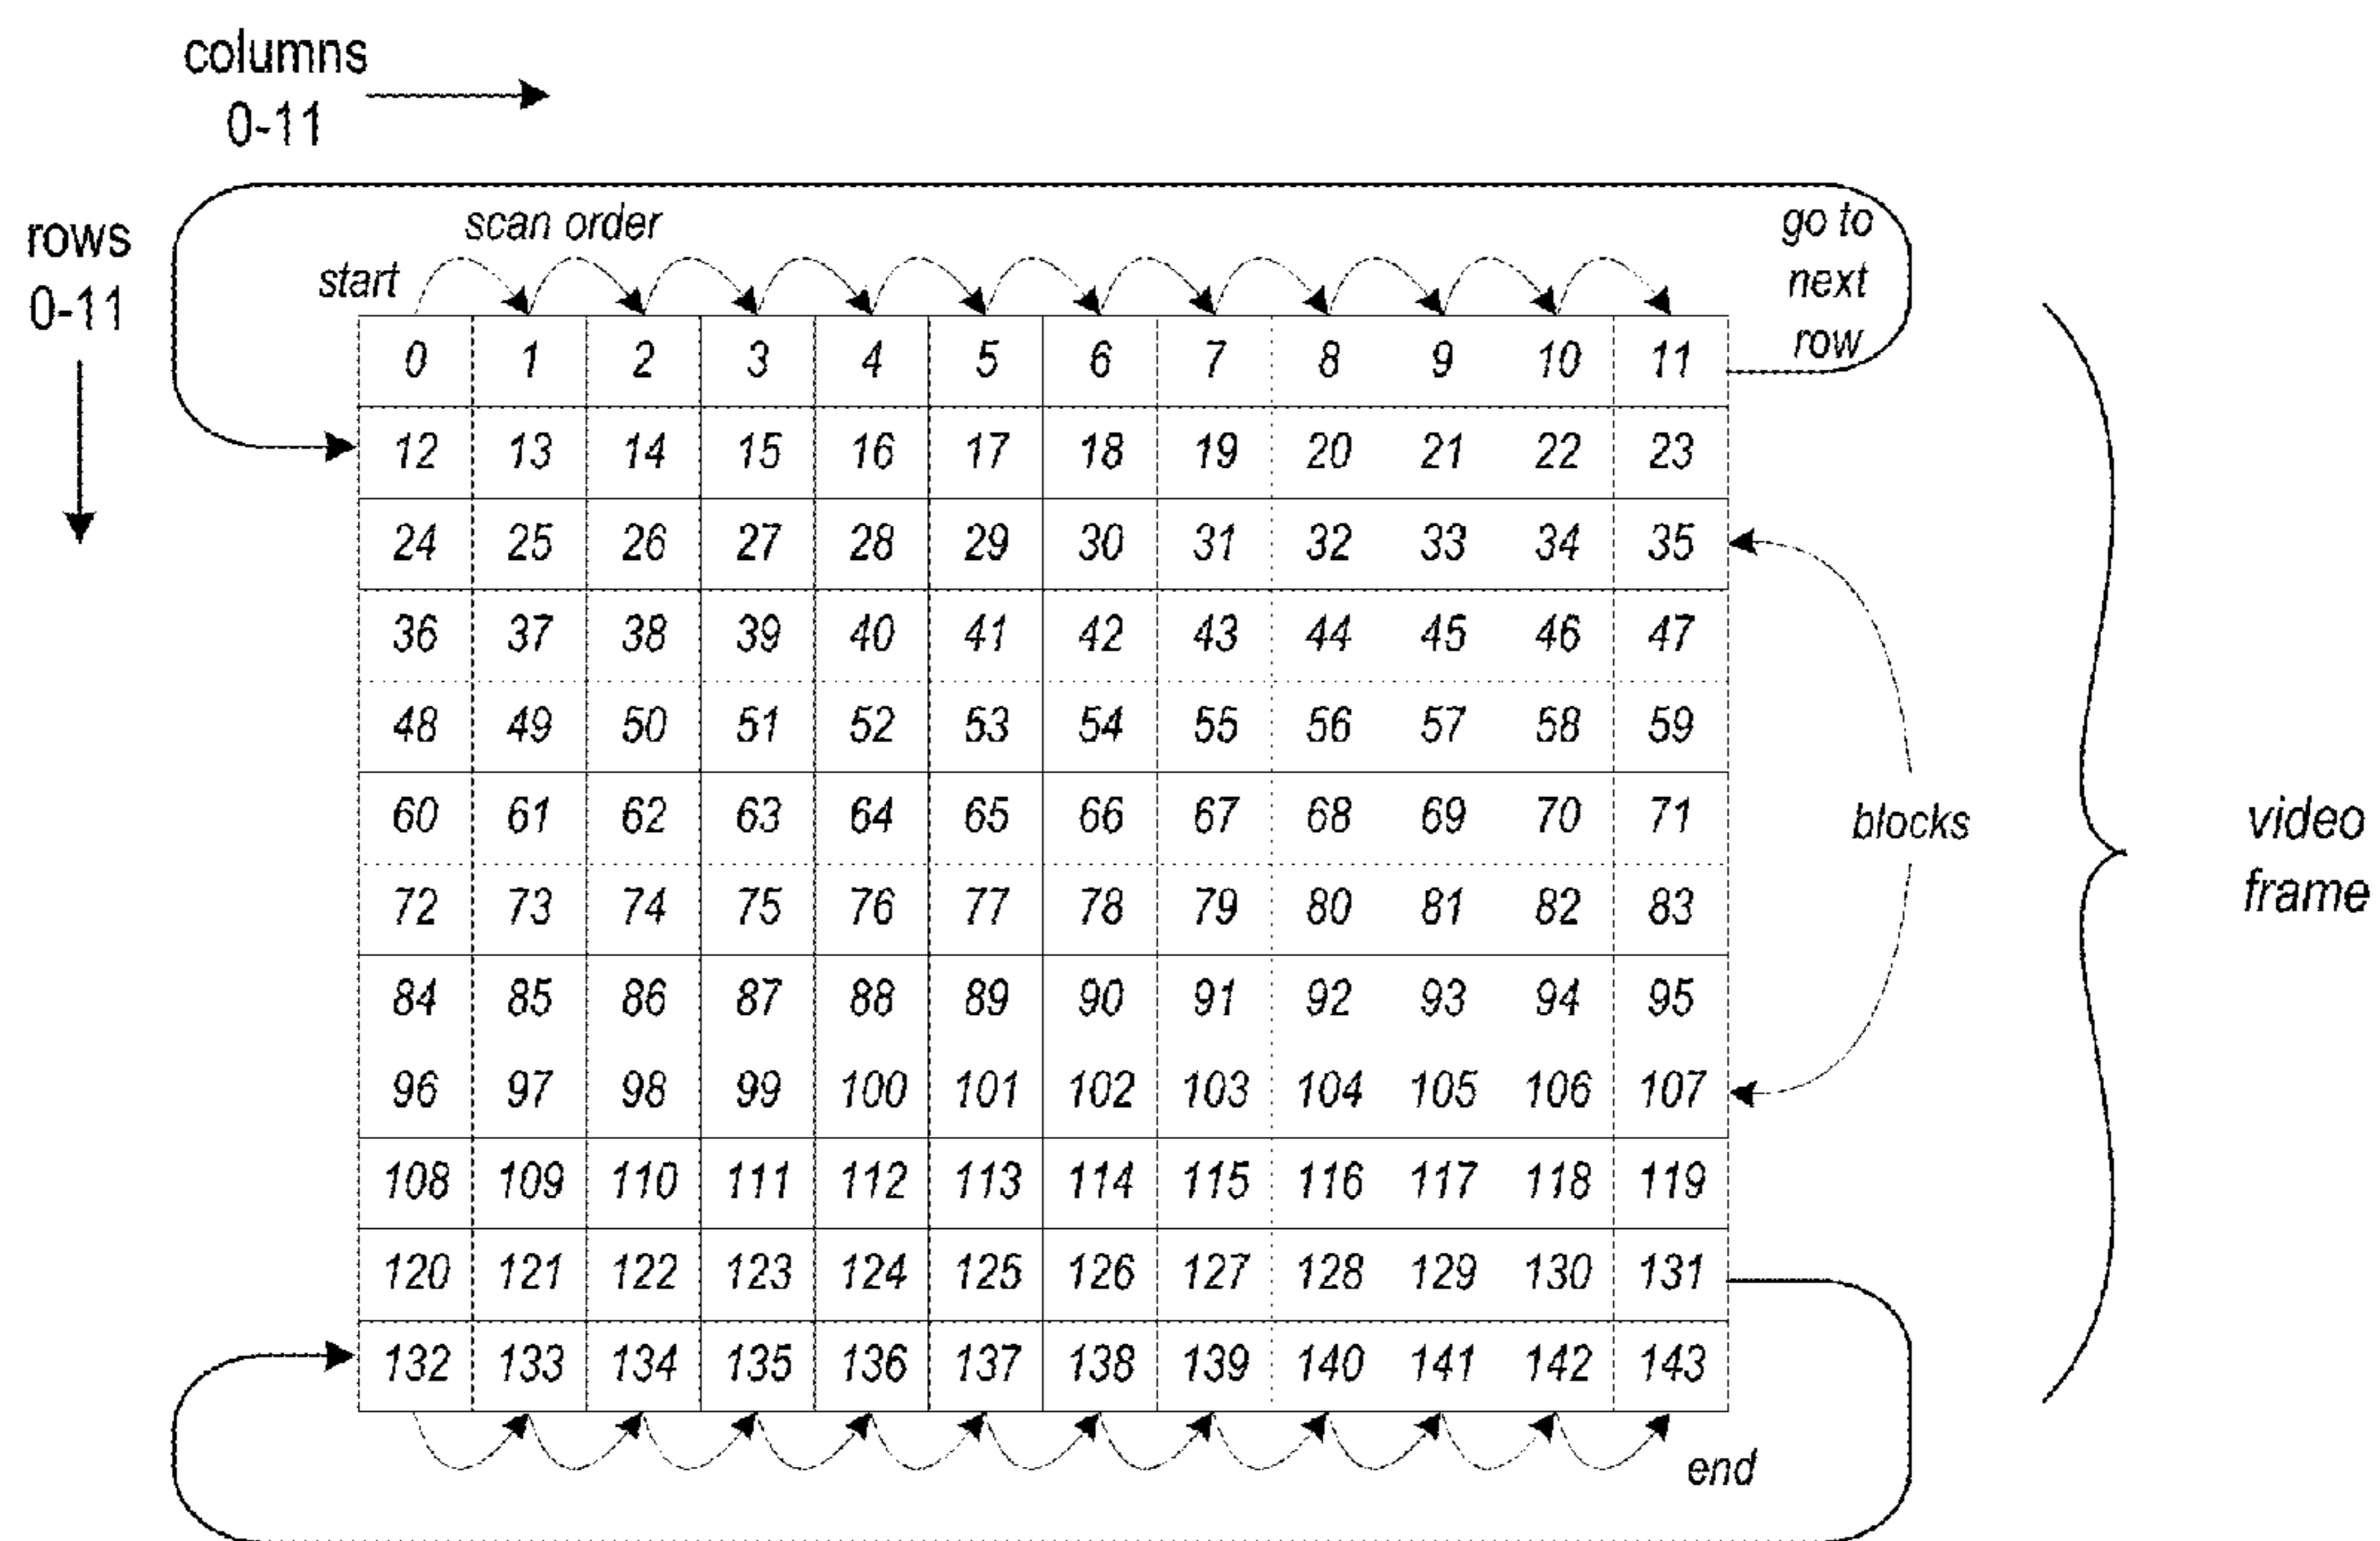 columns
0-11
rows
0-11
scan order
start
go to
next
row
0 1 2 3 4 5 6 7 8 9 10 11
12 13 14 15 16 17 18 19 20 21 22 23
24 25 26 27 28 29 30 31 32 33 34 35
36 37 38 39 40 41 42 43 44 45 46 47
48 49 50 51 52 53 54 55 56 57 58 59
60 61 62 63 64 65 66 67 68 69 70 71
72 73 74 75 76 77 78 79 80 81 82 83
84 85 86 87 88 89 90 91 92 93 94 95
96 97 98 99 100 101 102 103 104 105 106 107
108 109 110 111 112 113 114 115 116 117 118 119
120 121 122 123 124 125 126 127 128 129 130 131
132 133 134 135 136 137 138 139 140 141 142 143
blocks
video
frame
end